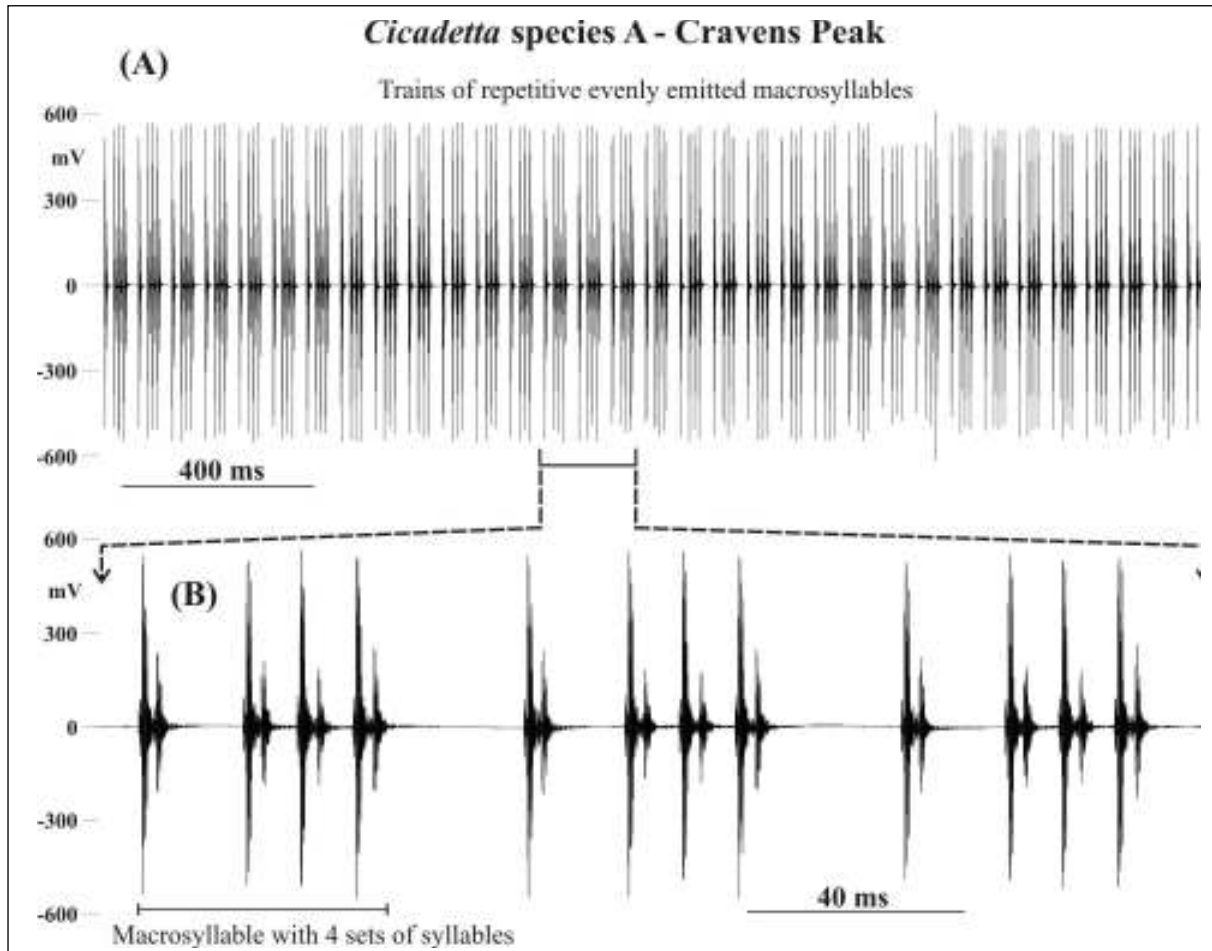 Cicadetta species A - Cravens Peak
(A)
Trains of repetitive evenly emitted macrosyllables
600
mV
300
0
-300
-600
400 ms
600
mV
(B)
300
0
-300
-600
40 ms
Macrosyllable with 4 sets of syllables